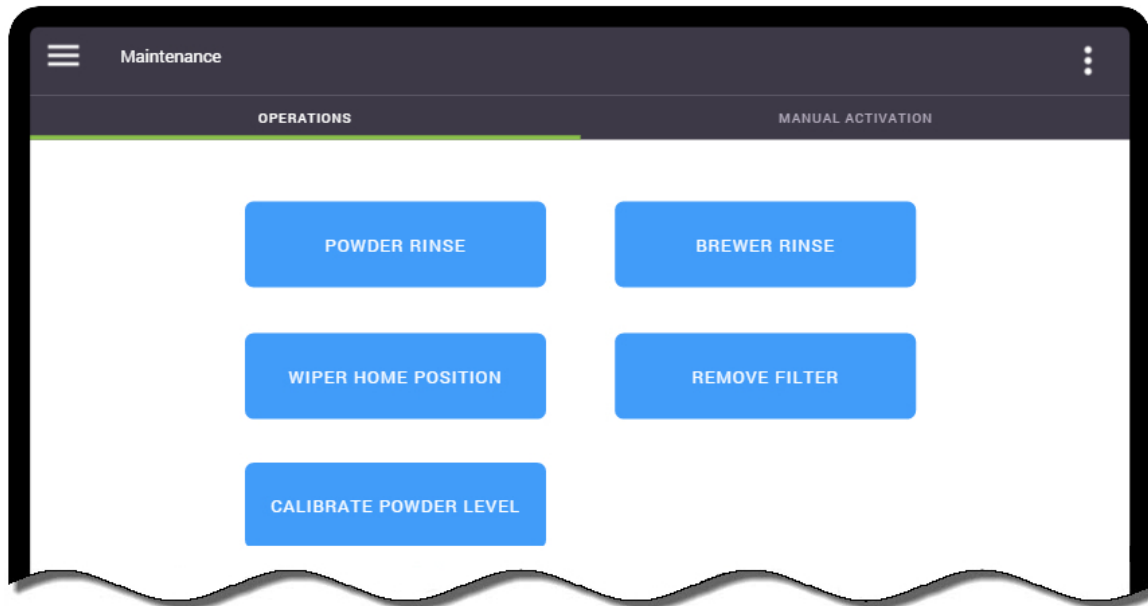 Maintenance
OPERATIONS
MANUAL ACTIVATION
POWDER RINSE
BREWER RINSE
WIPER HOME POSITION
REMOVE FILTER
CALIBRATE POWDER LEVEL